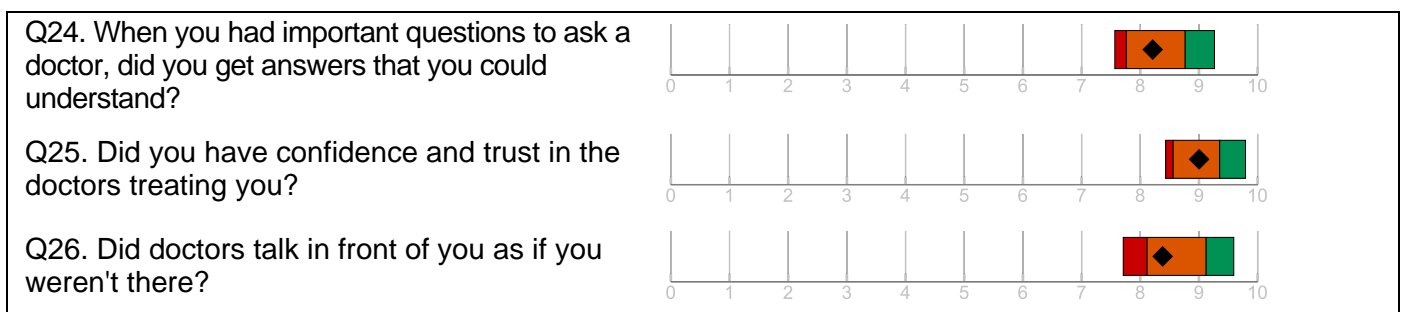 Q24. When you had important questions to ask a
doctor, did you get answers that you could
understand?
0 1 2 3 4 5 6 7 8 9 10
Q25. Did you have confidence and trust in the
doctors treating you?
0 1 2 3 4 5 6 7 8 9 10
Q26. Did doctors talk in front of you as if you
weren't there?
0 1 2 3 4 5 6 7 8 9 10